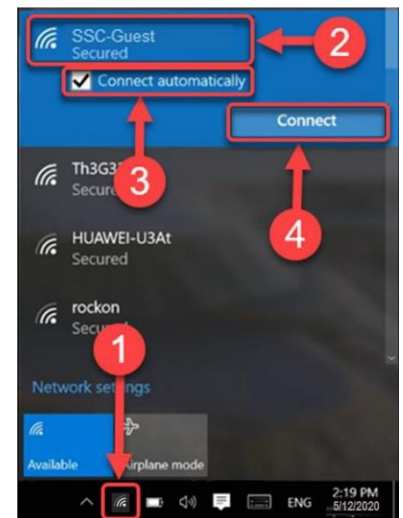 SSC-Guest
2
Secured
Connect automatically
Connect
3
4
Secure
HUAWEI-U3At
Secured
rockon
1
Network settings
Available
Airplane mode
ENG
2:19 PM
5/12/2020